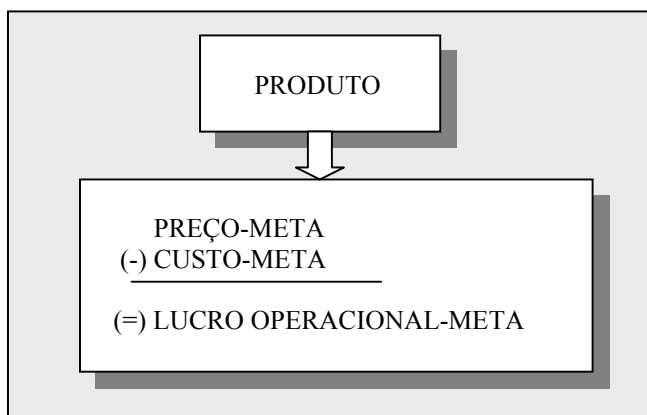 PRODUTO
PREÇO-META
(-) CUSTO-META
(=) LUCRO OPERACIONAL-META